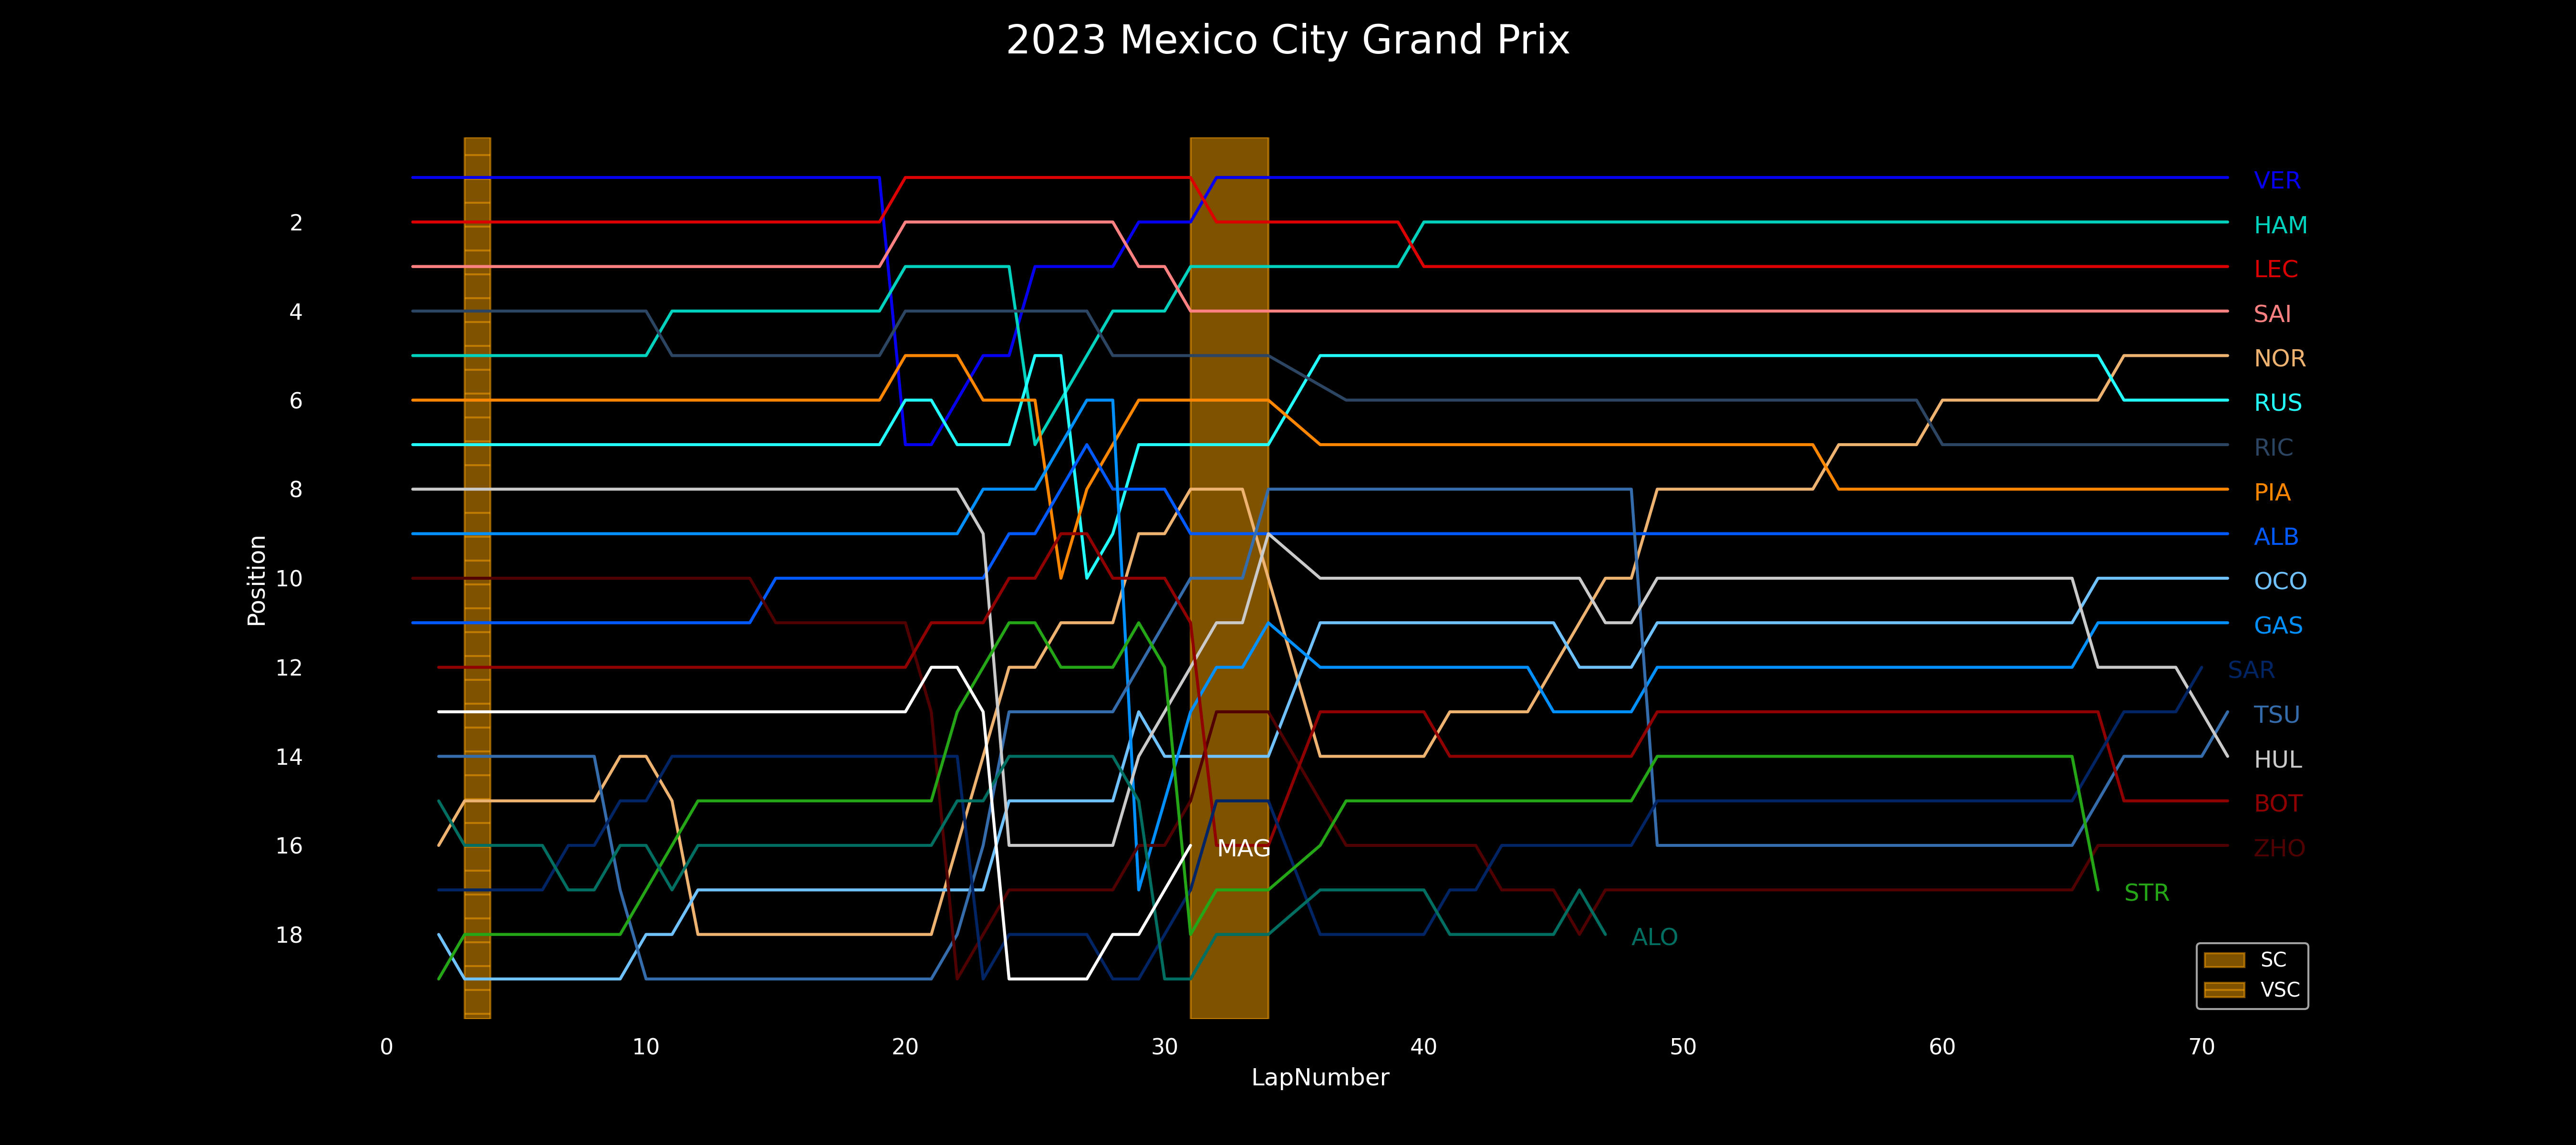 2023 Mexico City Grand Prix
VER
2
HAM
LEC
4
SAI
NOR
6
RUS
RIC
8
PIA
ALB
Position
10
OCO
GAS
12
SAR
TSU
14
HUL
BOT
16
MAG
ZHO
STR
18
ALO
SC
VSC
0 10 20 30 40 50 60 70
LapNumber